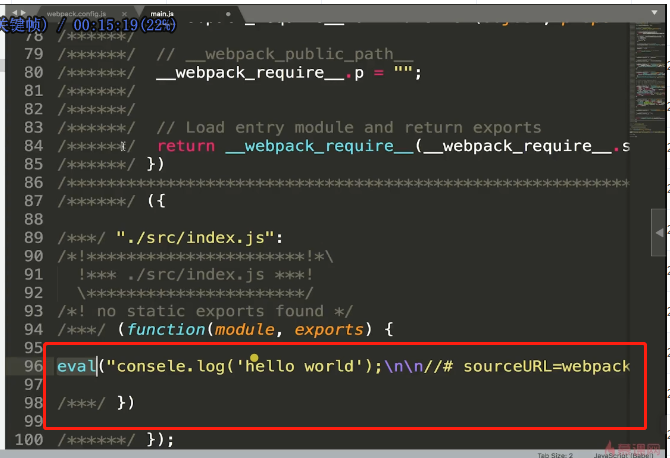 webpack.config.js
main.js
关键帧) / 00:15:19(22%)
78 /******/
79 /******/ // __webpack_public_path__
80 /******/ __webpack_require__.p = "";
81 /******/
82 /******/
83 /******/ // Load entry module and return exports
84 /******/ return __webpack_require__(__webpack_require__.s
85 /******/ })
86 /************************************************************************
87 /******/ ({
88
89 /***/ "./src/index.js":
90 /*!**********************!*\
91 !*** ./src/index.js ***!
92 \**********************/
93 /*! no static exports found */
94 /***/ (function(module, exports) {
95
96 eval("consele.log('hello world');\n\n//# sourceURL=webpack
97
98 /***/ })
99
100 /******/ });
Tab Size: 2 JavaScript (Babel)